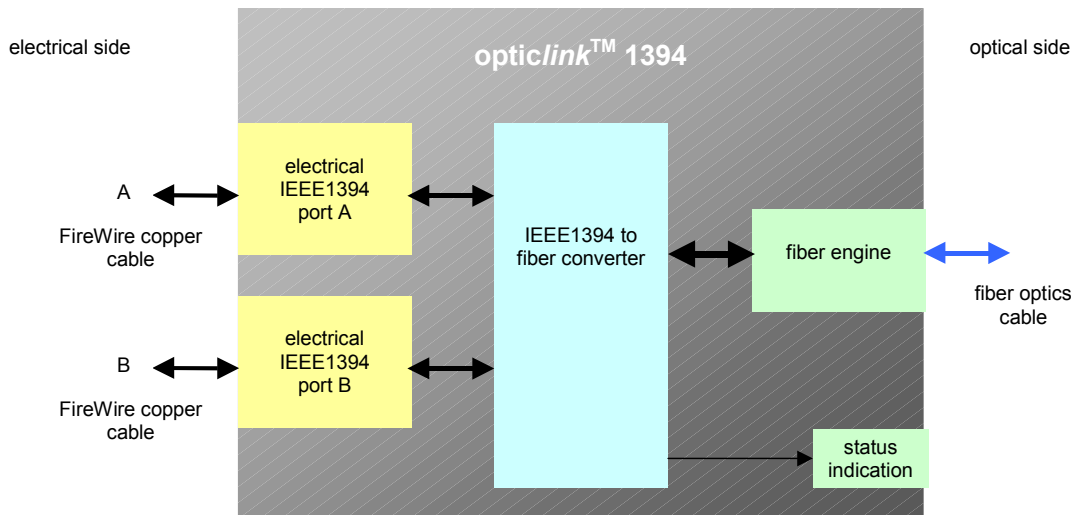 electrical side
opticlink™ 1394
optical side
electrical
IEEE1394
port A
A
FireWire copper
cable
IEEE1394 to
fiber converter
fiber engine
fiber optics
cable
electrical
IEEE1394
port B
B
FireWire copper
cable
status
indication